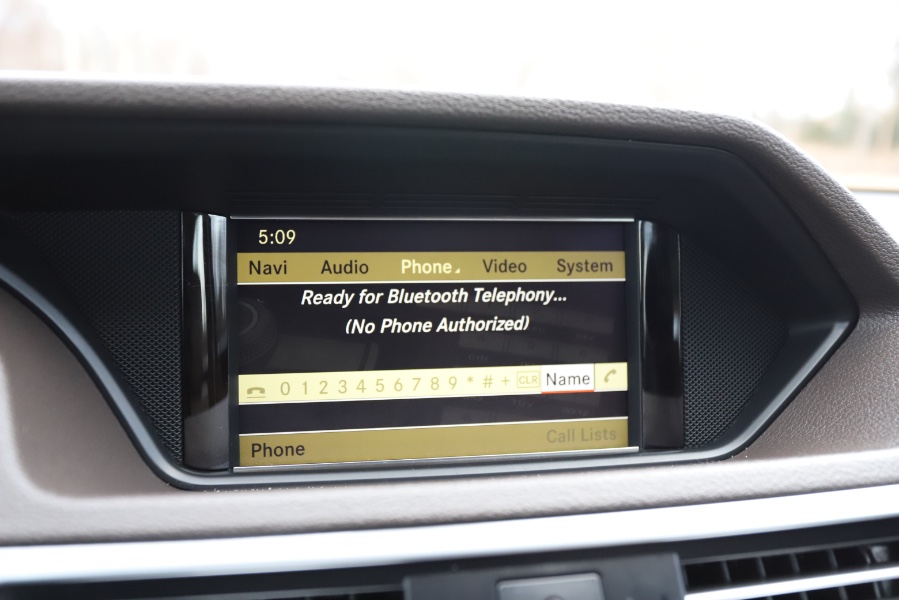 5:09
Navi Audio Phone Video System
Ready for Bluetooth Telephony...
(No Phone Authorized)
0 1 2 3 4 5 6 7 8 9 * # + CLR Name
Phone Call Lists